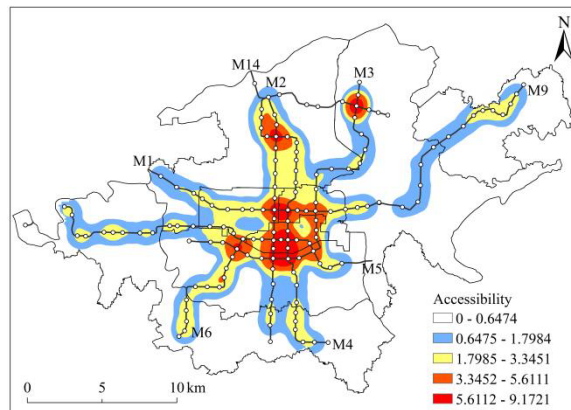 N
M14
M2
M3
M9
M1
M5
M6
M4
Accessibility
0 - 0.6474
0.6475 - 1.7984
1.7985 - 3.3451
3.3452 - 5.6111
5.6112 - 9.1721
0 10 km